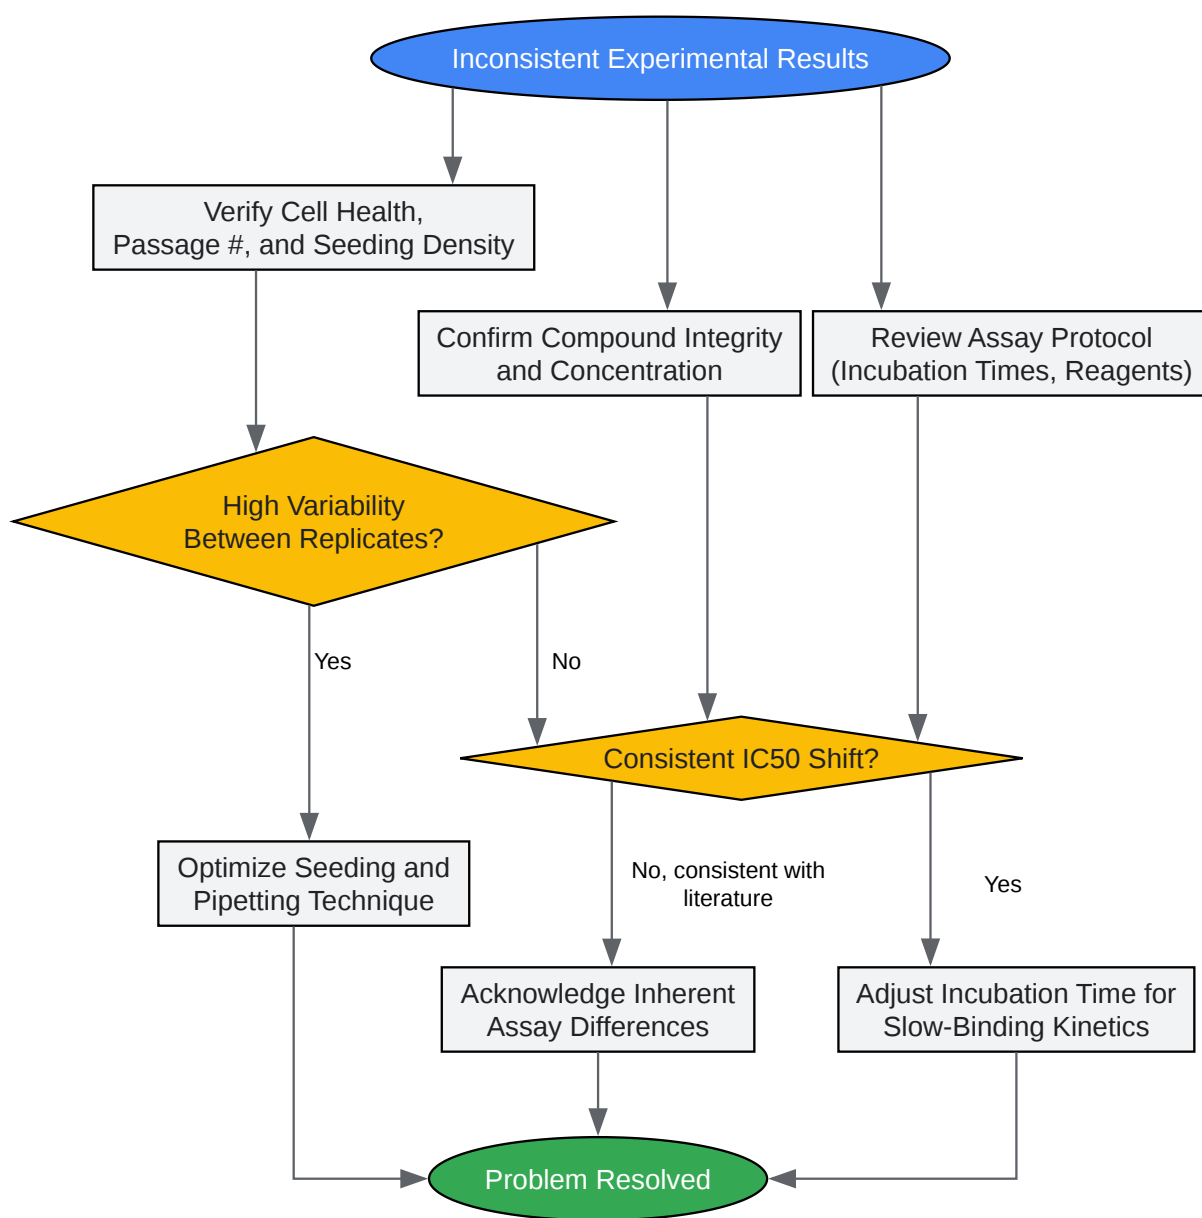 Inconsistent Experimental Results
Verify Cell Health,
Passage #, and Seeding Density
Confirm Compound Integrity
and Concentration
Review Assay Protocol
(Incubation Times, Reagents)
High Variability
Between Replicates?
Yes
No
Consistent IC50 Shift?
Optimize Seeding and
Pipetting Technique
No, consistent with
literature
Yes
Acknowledge Inherent
Assay Differences
Adjust Incubation Time for
Slow-Binding Kinetics
Problem Resolved